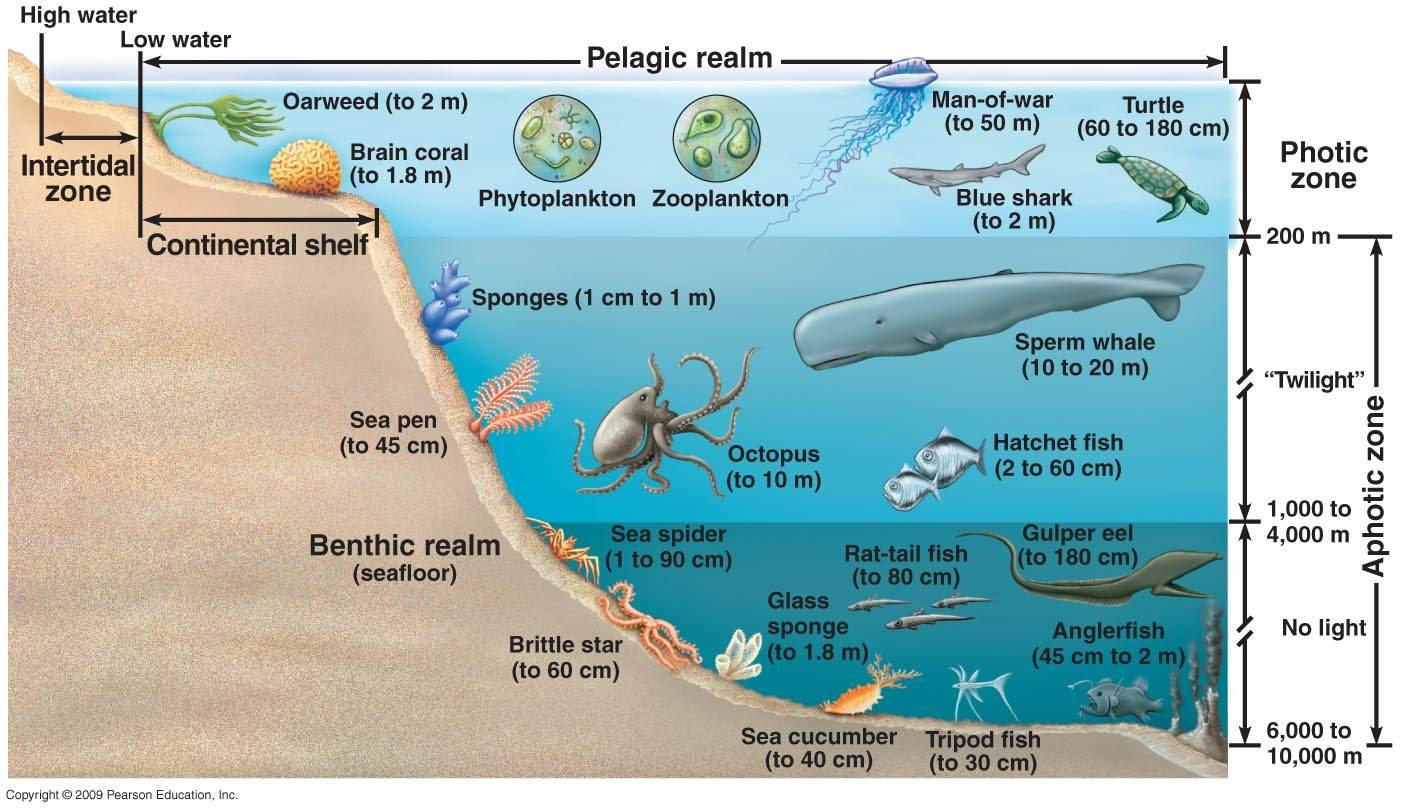 High water
Low water
Pelagic realm
Oarweed (to 2 m)
Man-of-war
(to 50 m)
Turtle
(60 to 180 cm)
Intertidal
zone
Brain coral
(to 1.8 m)
Phytoplankton
Zooplankton
Blue shark
(to 2 m)
Photic
zone
Continental shelf
200 m
Sponges (1 cm to 1 m)
Sperm whale
(10 to 20 m)
“Twilight”
Sea pen
(to 45 cm)
Octopus
(to 10 m)
Hatchet fish
(2 to 60 cm)
Aphotic zone
1,000 to
4,000 m
Benthic realm
(seafloor)
Sea spider
(1 to 90 cm)
Rat-tail fish
(to 80 cm)
Gulper eel
(to 180 cm)
Brittle star
(to 60 cm)
Glass
sponge
(to 1.8 m)
Anglerfish
(45 cm to 2 m)
No light
Sea cucumber
(to 40 cm)
Tripod fish
(to 30 cm)
6,000 to
10,000 m
Copyright © 2009 Pearson Education, Inc.